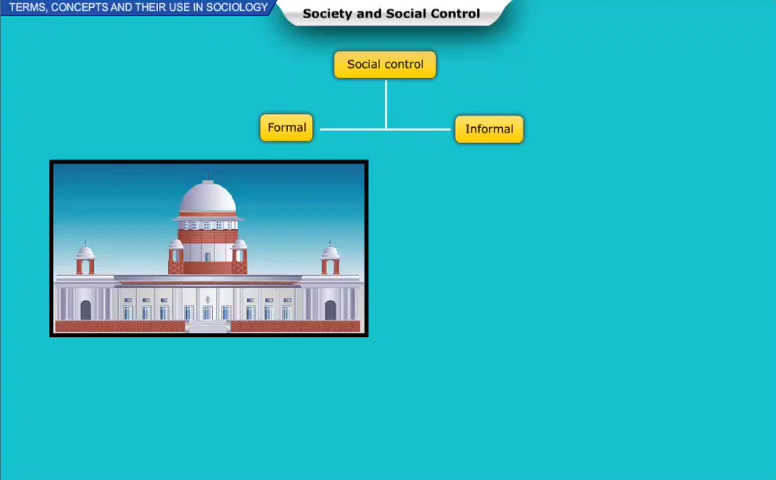 TERMS, CONCEPTS AND THEIR USE IN SOCIOLOGY
Society and Social Control
Social control
Formal
Informal